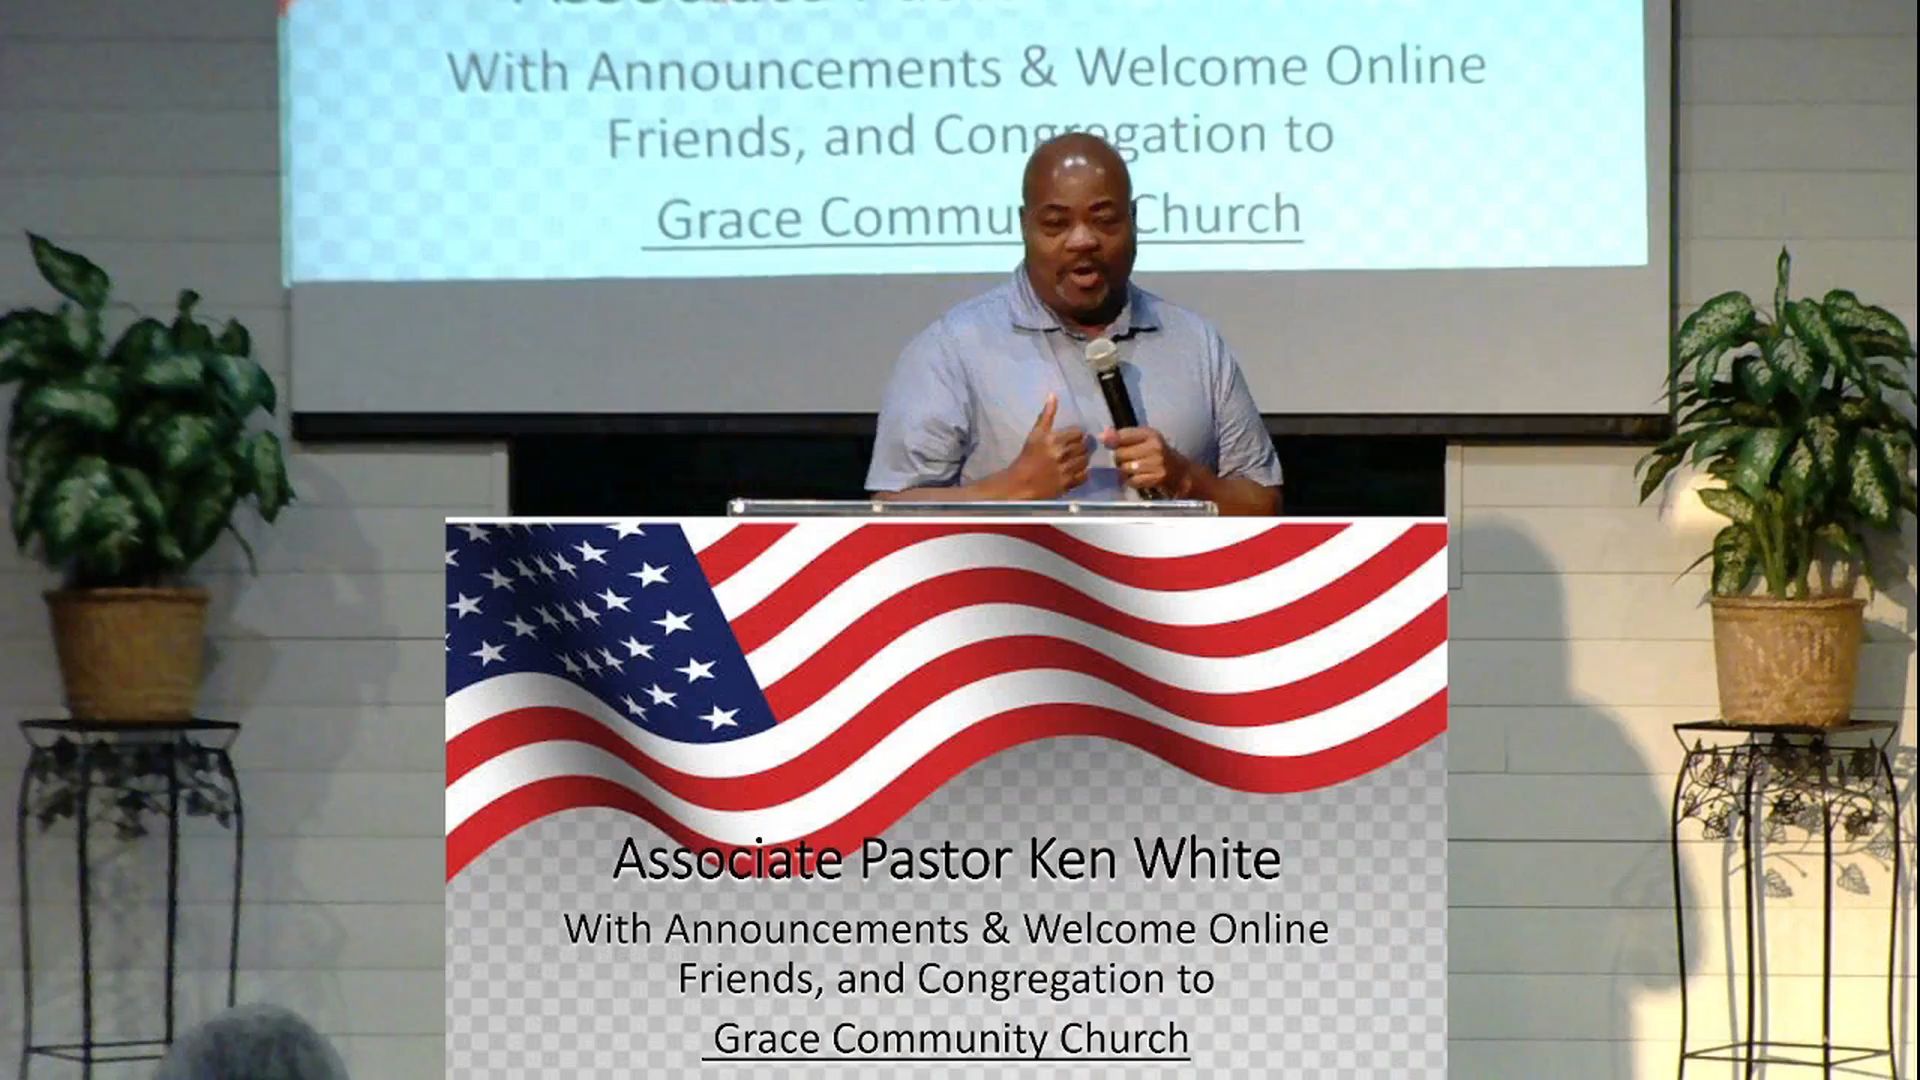 With Announcements & Welcome Online
Friends, and Congregation to
Grace Commu Church
Associate Pastor Ken White
With Announcements & Welcome Online
Friends, and Congregation to
Grace Community Church